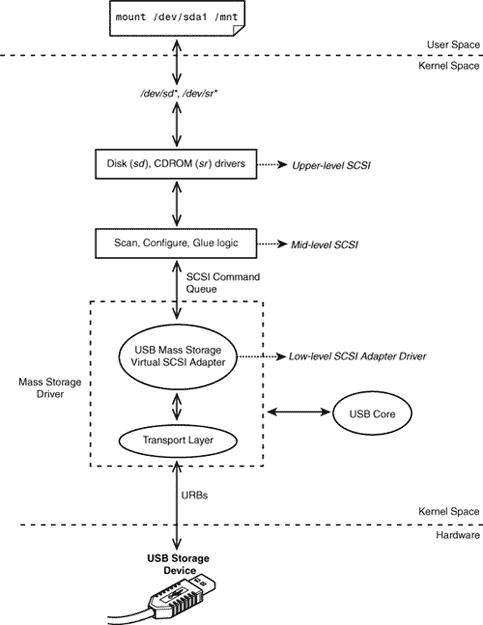 mount /dev/sda1 /mnt
User Space
Kernel Space
/dev/sd*, /dev/sr*
Disk (sd), CDROM (sr) drivers
Upper-level SCSI
Scan, Configure, Glue logic
Mid-level SCSI
SCSI Command
Queue
USB Mass Storage
Virtual SCSI Adapter
Low-level SCSI Adapter Driver
Mass Storage
Driver
USB Core
Transport Layer
URBs
Kernel Space
Hardware
USB Storage
Device